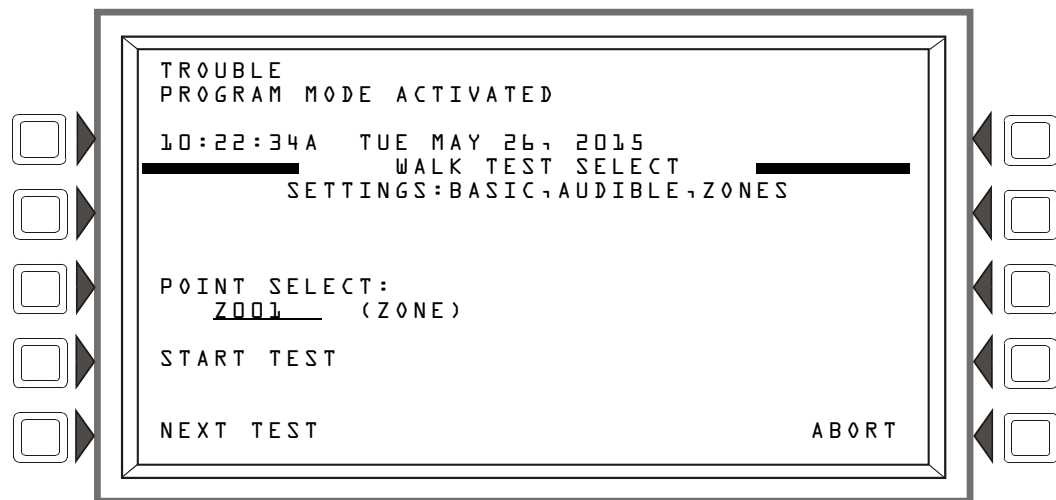 TROUBLE
PROGRAM MODE ACTIVATED
10:22:34A TUE MAY 26, 2015
WALK TEST SELECT
SETTINGS:BASIC,AUDIBLE,ZONES
POINT SELECT:
Z001 (ZONE)
START TEST
NEXT TEST ABORT